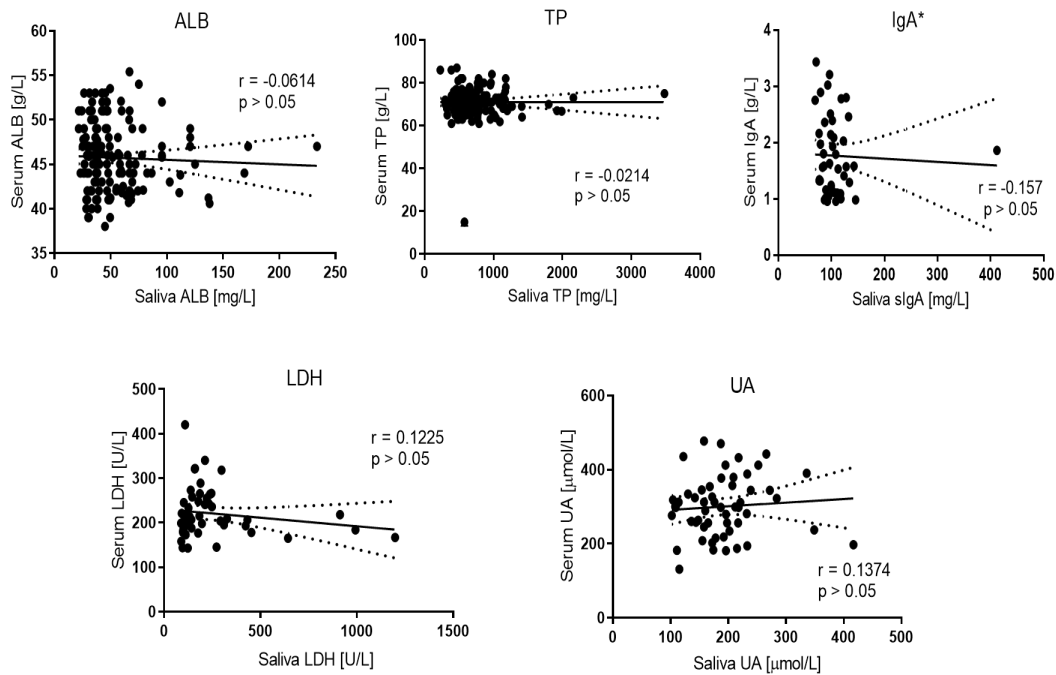 ALB
60
55
50
45
40
35
Serum ALB [g/L]
r = -0.0614
p > 0.05
0 50 100 150 200 250
Saliva ALB [mg/L]
TP
100
80
60
40
20
0
Serum TP [g/L]
r = -0.0214
p > 0.05
0 1000 2000 3000 4000
Saliva TP [mg/L]
IgA*
4
3
2
1
0
Serum IgA [g/L]
r = -0.157
p > 0.05
0 100 200 300 400 500
Saliva sIgA [mg/L]
LDH
500
400
300
200
100
0
Serum LDH [U/L]
r = 0.1225
p > 0.05
0 500 1000 1500
Saliva LDH [U/L]
UA
600
400
200
0
Serum UA [μmol/L]
r = 0.1374
p > 0.05
0 100 200 300 400 500
Saliva UA [μmol/L]